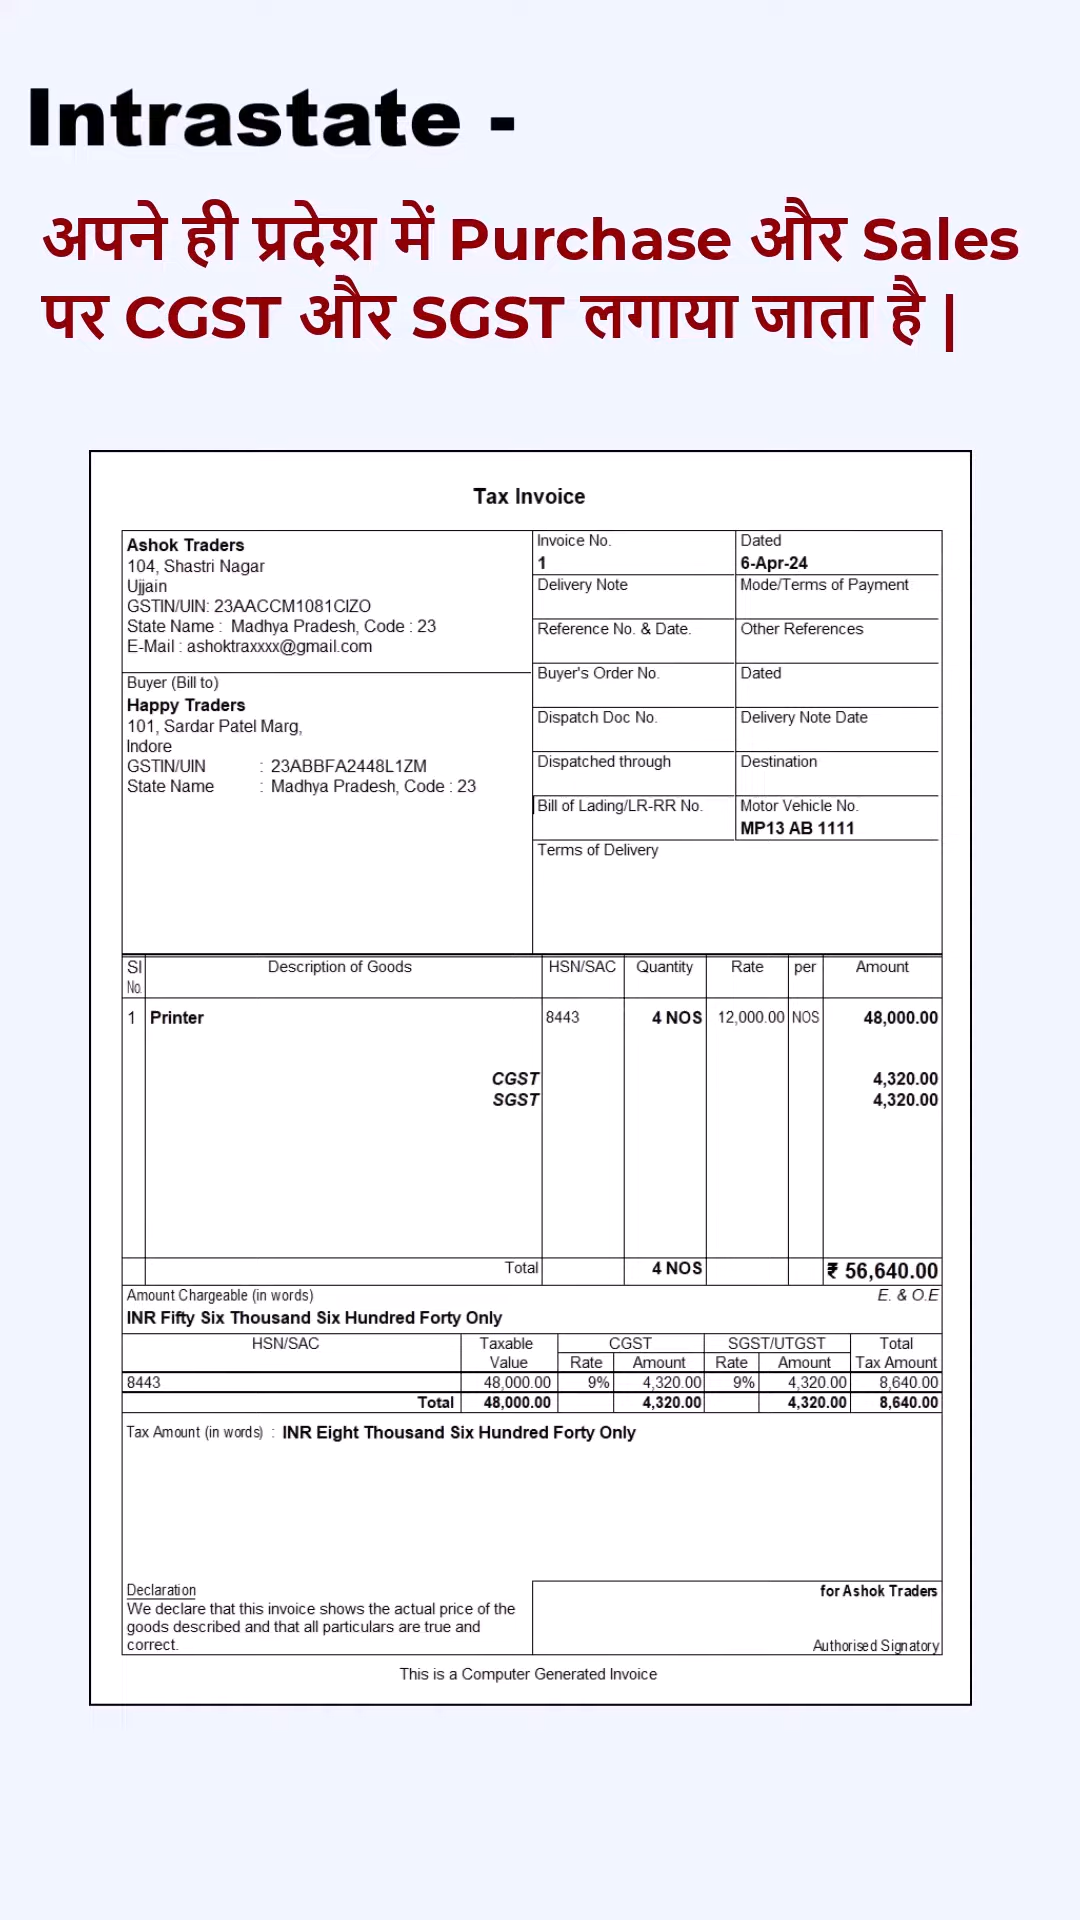 Intrastate -
अपने ही प्रदेश में Purchase और Sales
पर CGST और SGST लगाया जाता है |
Tax Invoice
Ashok Traders
104, Shastri Nagar
Ujjain
GSTIN/UIN: 23AACCM1081CIZO
State Name : Madhya Pradesh, Code : 23
E-Mail : ashoktraxxxx@gmail.com
Buyer (Bill to)
Happy Traders
101, Sardar Patel Marg,
Indore
GSTIN/UIN : 23ABBFA2448L1ZM
State Name : Madhya Pradesh, Code : 23
Invoice No. Dated
1 6-Apr-24
Delivery Note Mode/Terms of Payment
Reference No. & Date. Other References
Buyer's Order No. Dated
Dispatch Doc No. Delivery Note Date
Dispatched through Destination
Bill of Lading/LR-RR No. Motor Vehicle No.
MP13 AB 1111
Terms of Delivery
Sl Description of Goods HSN/SAC Quantity Rate per Amount
No.
1 Printer 8443 4 NOS 12,000.00 NOS 48,000.00
CGST 4,320.00
SGST 4,320.00
Total 4 NOS ₹ 56,640.00
Amount Chargeable (in words) E. & O.E
INR Fifty Six Thousand Six Hundred Forty Only
HSN/SAC Taxable CGST SGST/UTGST Total
Value Rate Amount Rate Amount Tax Amount
8443 48,000.00 9% 4,320.00 9% 4,320.00 8,640.00
Total 48,000.00 4,320.00 4,320.00 8,640.00
Tax Amount (in words) : INR Eight Thousand Six Hundred Forty Only
Declaration
We declare that this invoice shows the actual price of the
goods described and that all particulars are true and
correct.
for Ashok Traders
Authorised Signatory
This is a Computer Generated Invoice